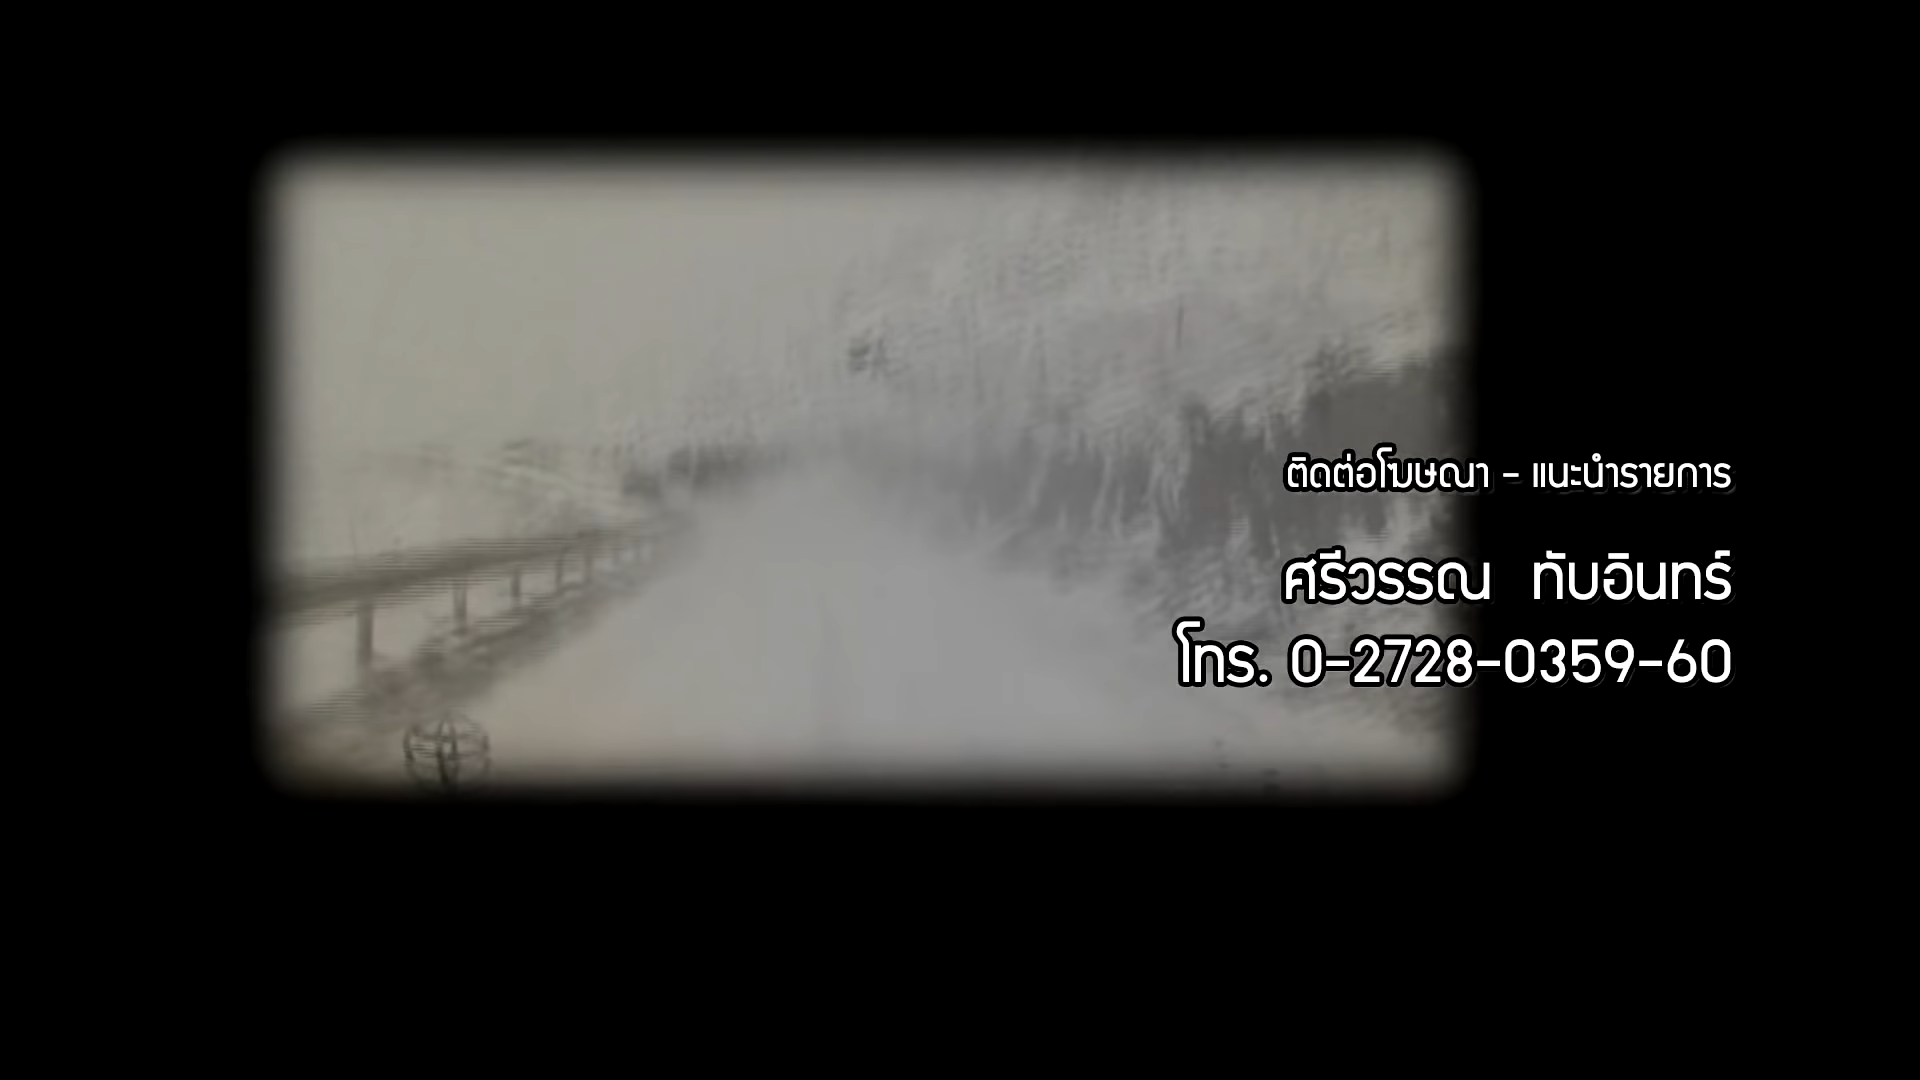 ติดต่อโฆษณา - แนะนำรายการ
ศรีวรรณ ทับอินทร์
โทร. 0-2728-0359-60